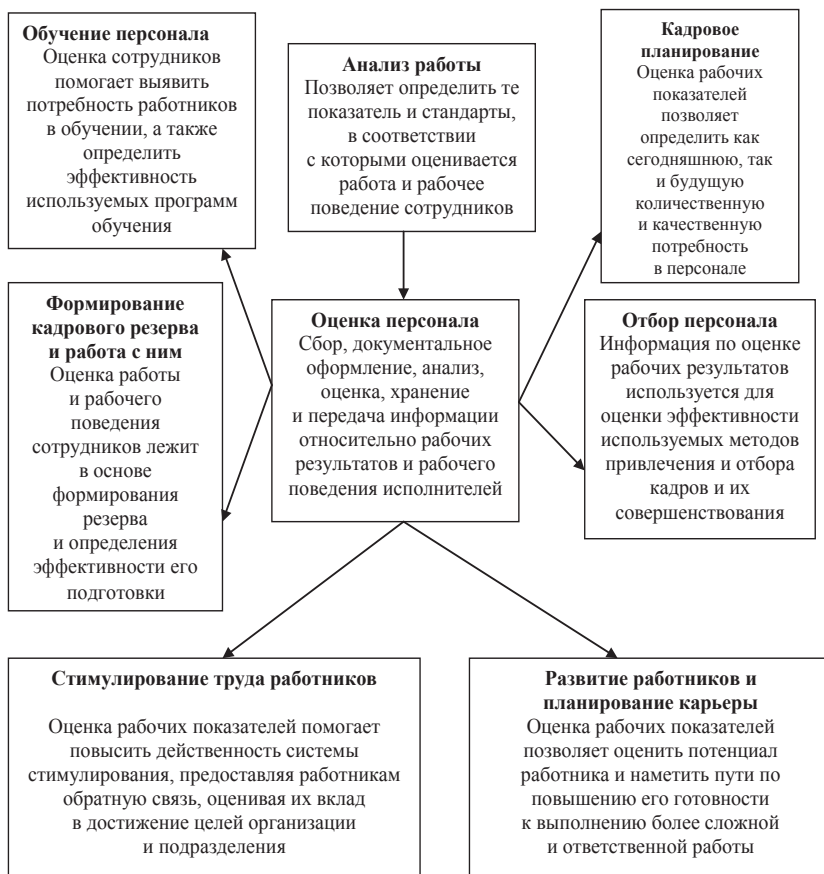 Обучение персонала
Оценка сотрудников
помогает выявить
потребность работников
в обучении, а также
определить
эффективность
используемых программ
обучения
Анализ работы
Позволяет определить те
показатель и стандарты,
в соответствии
с которыми оценивается
работа и рабочее
поведение сотрудников
Кадровое
планирование
Оценка рабочих
показателей
позволяет
определить как
сегодняшнюю, так
и будущую
количественную
и качественную
потребность
в персонале
Формирование
кадрового резерва
и работа с ним
Оценка работы
и рабочего
поведения
сотрудников лежит
в основе
формирования
резерва
и определения
эффективности его
подготовки
Оценка персонала
Сбор, документальное
оформление, анализ,
оценка, хранение
и передача информации
относительно рабочих
результатов и рабочего
поведения исполнителей
Отбор персонала
Информация по оценке
рабочих результатов
используется для
оценки эффективности
используемых методов
привлечения и отбора
кадров и их
совершенствования
Стимулирование труда работников
Оценка рабочих показателей помогает
повысить действенность системы
стимулирования, предоставляя работникам
обратную связь, оценивая их вклад
в достижение целей организации
и подразделения
Развитие работников и
планирование карьеры
Оценка рабочих показателей
позволяет оценить потенциал
работника и наметить пути по
повышению его готовности
к выполнению более сложной
и ответственной работы